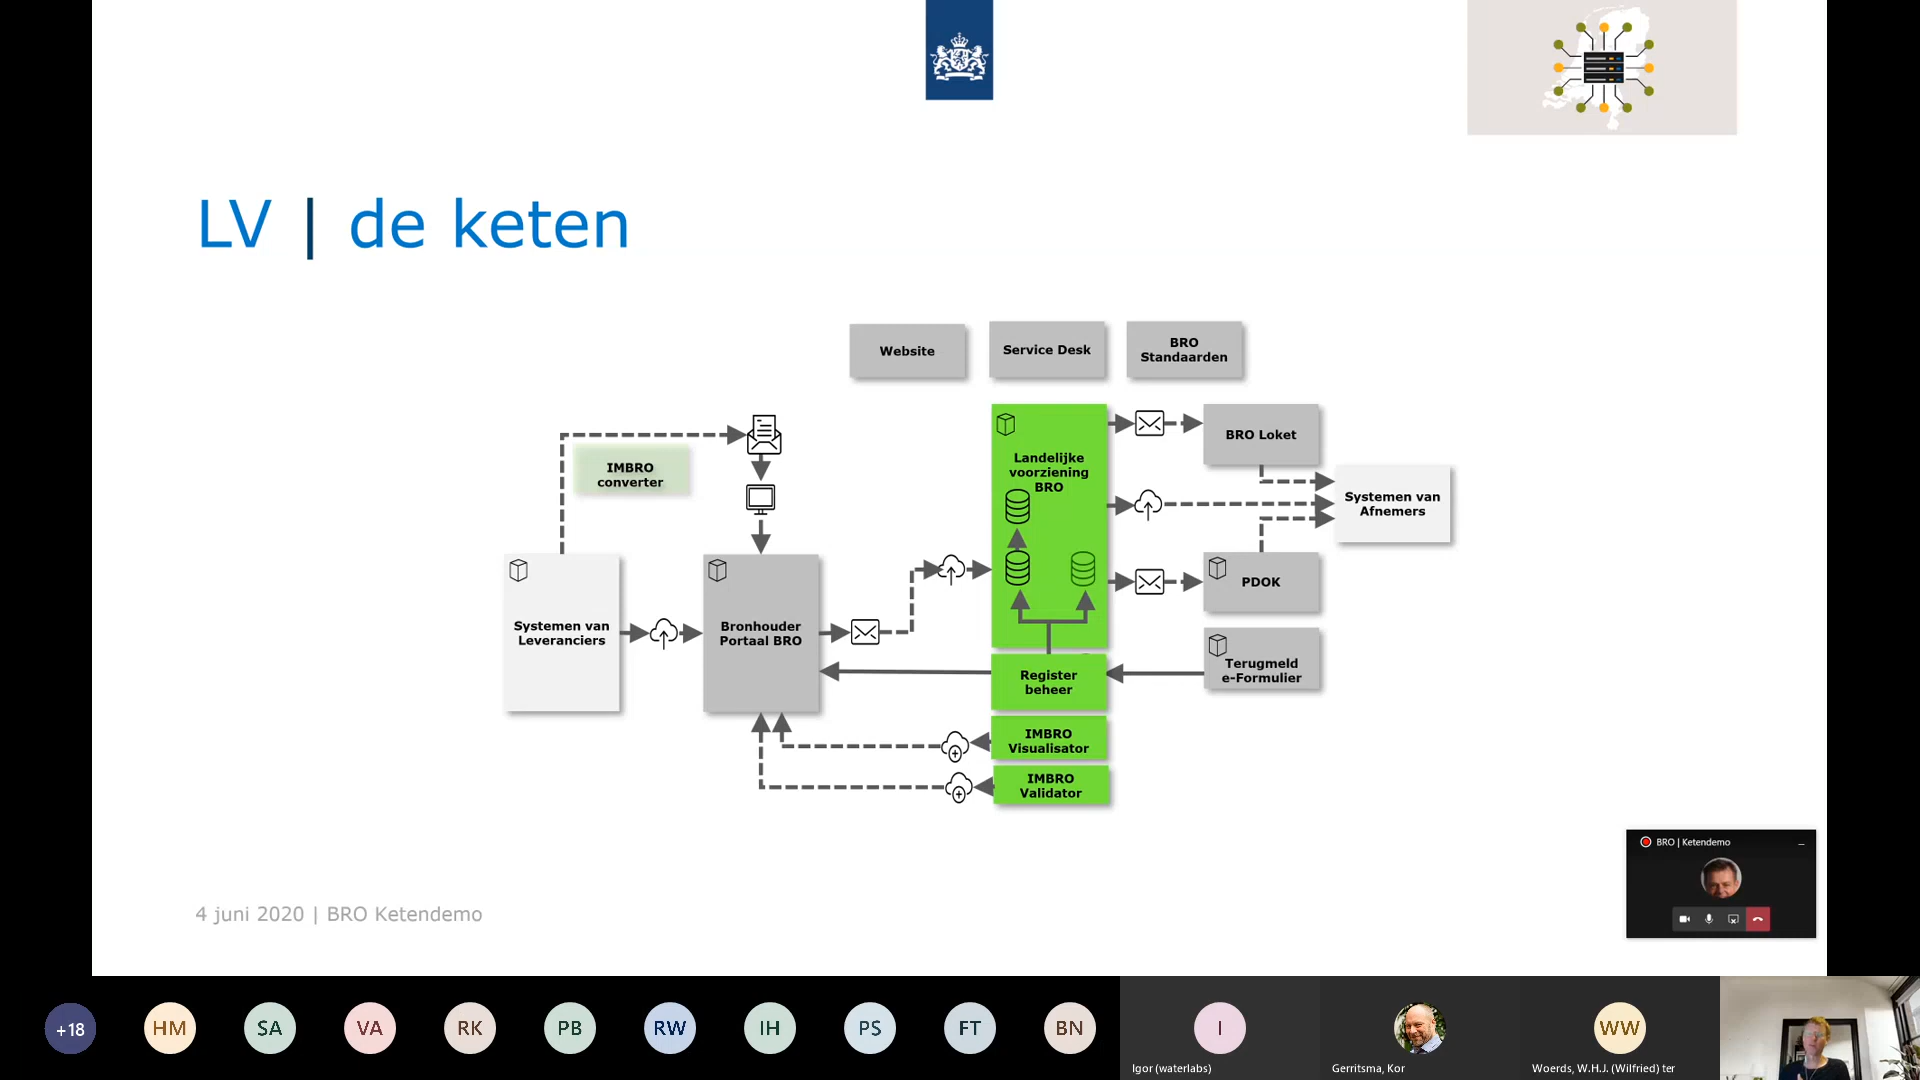 LV | de keten
Website
Service Desk
BRO
Standaarden
IMBRO
converter
Landelijke
voorziening
BRO
BRO Loket
Systemen van
Afnemers
Systemen van
Leveranciers
Bronhouder
Portaal BRO
PDOK
Terugmeld
e-Formulier
Register
beheer
IMBRO
Visualisator
IMBRO
Validator
BRO | Ketendemo
4 juni 2020 | BRO Ketendemo
+18
HM
SA
VA
RK
PB
RW
IH
PS
FT
BN
I
WW
Igor (waterlabs)
Gerritsma, Kor
Woerds, W.H.J. (Wilfried) ter